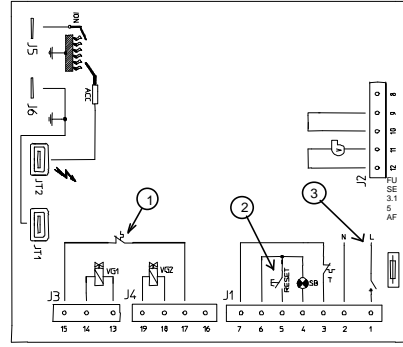 ION
J5
ACC
J6
JT2
JT1
8
9
10
11
12
V
J2
FU
SE
3.1
5
AF
1
2
3
N
L
RESET
SB
T
VG1
VG2
J3
J4
J1
15
14
13
19
18
17
16
7
6
5
4
3
2
1